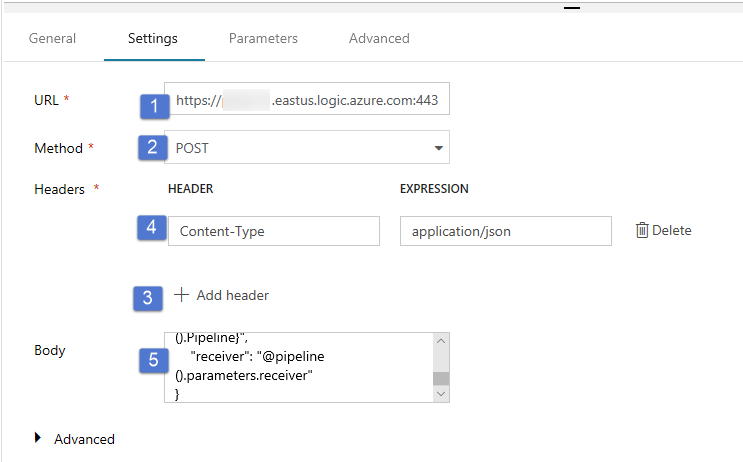 General Settings Parameters Advanced
URL * 1 https:// .eastus.logic.azure.com:443
Method * 2 POST
Headers * HEADER EXPRESSION
4 Content-Type application/json Delete
3 + Add header
Body 5 ().Pipeline}",
"receiver": "@pipeline
().parameters.receiver"
}
Advanced